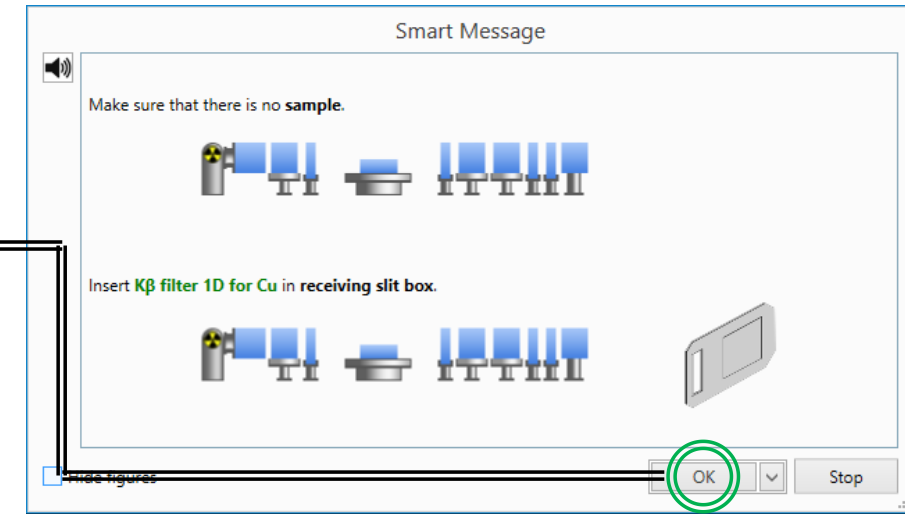 Smart Message
Make sure that there is no sample.
Insert Kβ filter 1D for Cu in receiving slit box.
Hide figures
OK
Stop